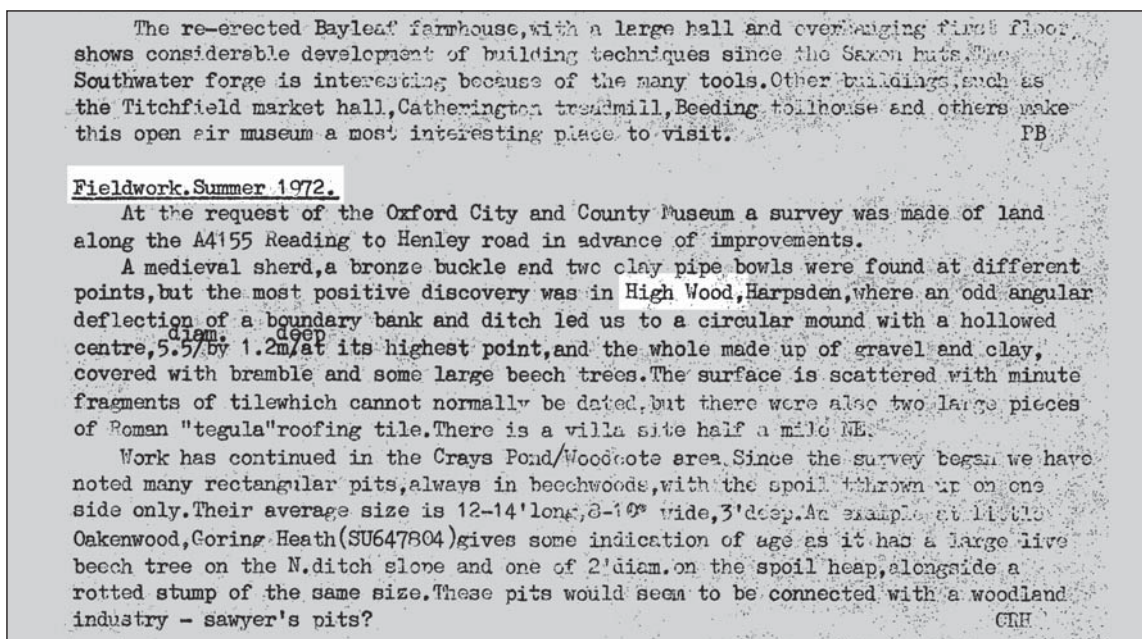 The re-erected Bayleaf farmhouse,with a large hall and overhanging first floor
shows considerable development of building techniques since the Saxon huts.The
Southwater forge is interesting because of the many tools.Other buildings,such as
the Titchfield market hall,Catherington treadmill,Beeding tollhouse and others make
this open air museum a most interesting place to visit. PB
Fieldwork.Summer 1972.
At the request of the Oxford City and County Museum a survey was made of land
along the A4155 Reading to Henley road in advance of improvements.
A medieval sherd,a bronze buckle and two clay pipe bowls were found at different
points,but the most positive discovery was in High Wood,Harpsden,where an odd angular
deflection of a boundary bank and ditch led us to a circular mound with a hollowed
diam. deep
centre,5.5/by 1.2m/at its highest point,and the whole made up of gravel and clay,
covered with bramble and some large beech trees.The surface is scattered with minute
fragments of tilewhich cannot normally be dated,but there were also two large pieces
of Roman "tegula"roofing tile.There is a villa site half a mile NE.
Work has continued in the Crays Pond/Woodcote area.Since the survey began we have
noted many rectangular pits,always in beechwoods,with the spoil tthrown up on one
side only.Their average size is 12-14'long,8-10" wide,3'deep.An example at Little
Oakenwood,Goring Heath(SU647804)gives some indication of age as it has a large live
beech tree on the N.ditch slope and one of 2'diam.on the spoil heap,alongside a
rotted stump of the same size.These pits would seem to be connected with a woodland
industry - sawyer's pits? CRH